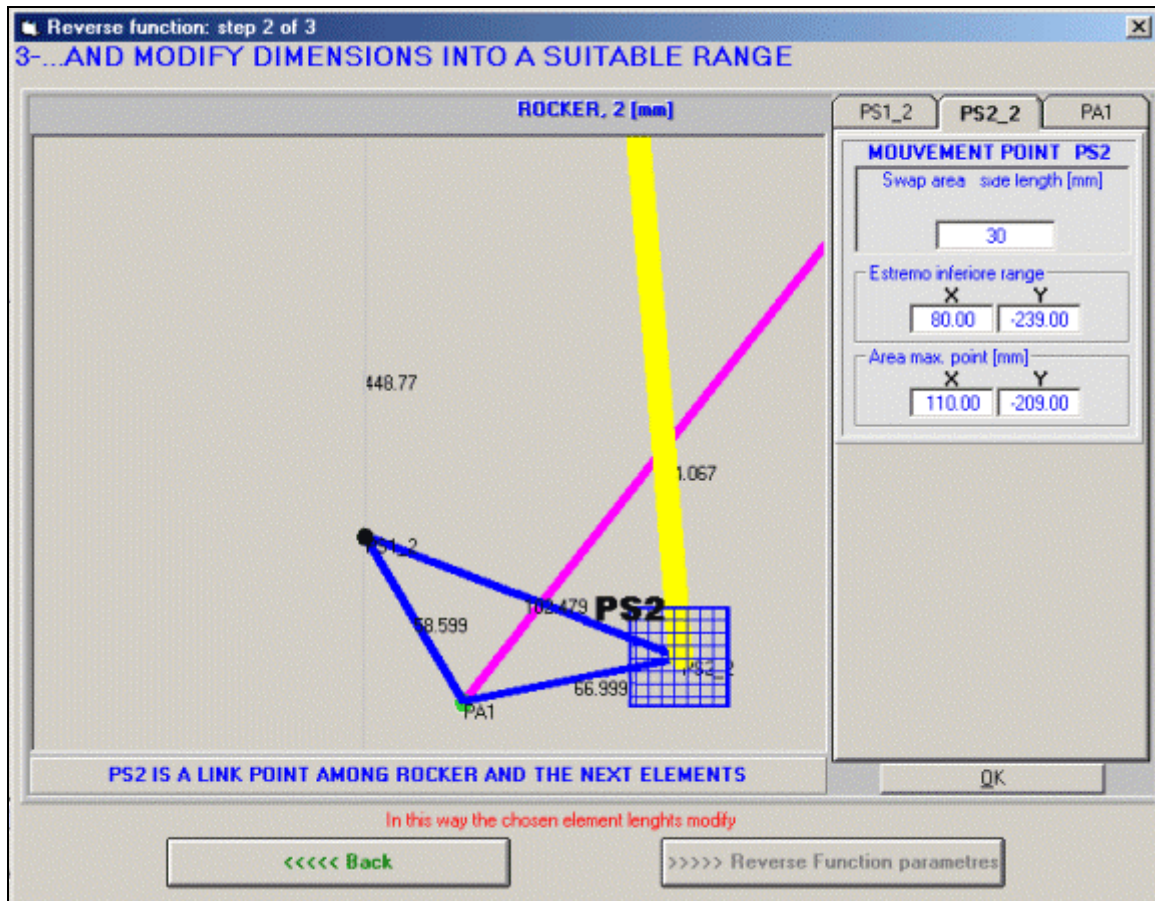 Reverse function: step 2 of 3
3-...AND MODIFY DIMENSIONS INTO A SUITABLE RANGE
ROCKER, 2 [mm]
PS1_2 PS2_2 PA1
MOUVEMENT POINT PS2
Swap area side length [mm]
30
Estremo inferiore range
X Y
80.00 -239.00
Area max. point [mm]
X Y
110.00 -209.00
448.77
PS1_2
PS2
58.599
66.999
PS2_2
PA1
PS2 IS A LINK POINT AMONG ROCKER AND THE NEXT ELEMENTS
OK
In this way the chosen element lenghts modify
<<<<< Back
>>>>> Reverse Function parametres